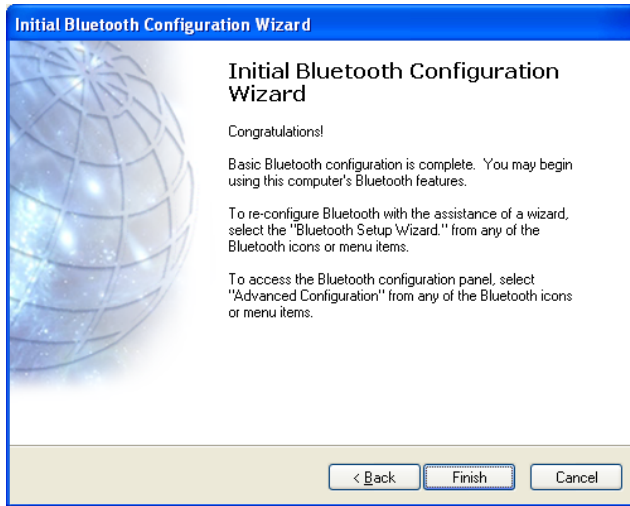 Initial Bluetooth Configuration Wizard
Initial Bluetooth Configuration
Wizard
Congratulations!
Basic Bluetooth configuration is complete.  You may begin
using this computer's Bluetooth features.
To re-configure Bluetooth with the assistance of a wizard,
select the "Bluetooth Setup Wizard." from any of the
Bluetooth icons or menu items.
To access the Bluetooth configuration panel, select
"Advanced Configuration" from any of the Bluetooth icons
or menu items.
< Back
Finish
Cancel